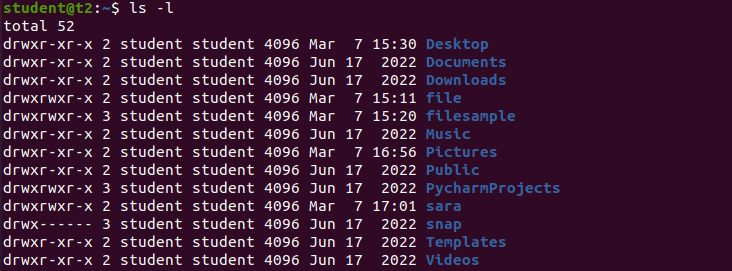 student@t2:~$ ls -l
total 52
drwxr-xr-x 2 student student 4096 Mar  7 15:30 Desktop
drwxr-xr-x 2 student student 4096 Jun 17  2022 Documents
drwxr-xr-x 2 student student 4096 Jun 17  2022 Downloads
drwxrwxr-x 2 student student 4096 Mar  7 15:11 file
drwxrwxr-x 3 student student 4096 Mar  7 15:20 filesample
drwxr-xr-x 2 student student 4096 Jun 17  2022 Music
drwxr-xr-x 2 student student 4096 Mar  7 16:56 Pictures
drwxr-xr-x 2 student student 4096 Jun 17  2022 Public
drwxrwxr-x 3 student student 4096 Jun 17  2022 PycharmProjects
drwxrwxr-x 2 student student 4096 Mar  7 17:01 sara
drwx------ 3 student student 4096 Jun 17  2022 snap
drwxr-xr-x 2 student student 4096 Jun 17  2022 Templates
drwxr-xr-x 2 student student 4096 Jun 17  2022 Videos